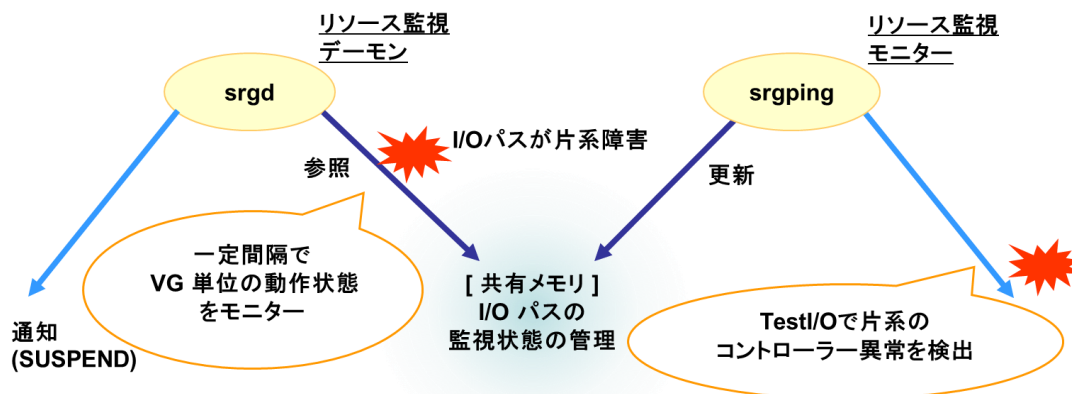 リソース監視
デーモン
srgd
リソース監視
モニター
srgping
I/Oパスが片系障害
参照
更新
一定間隔で
VG 単位の動作状態
をモニター
[ 共有メモリ ]
I/O パスの
監視状態の管理
通知
(SUSPEND)
TestI/Oで片系の
コントローラー異常を検出